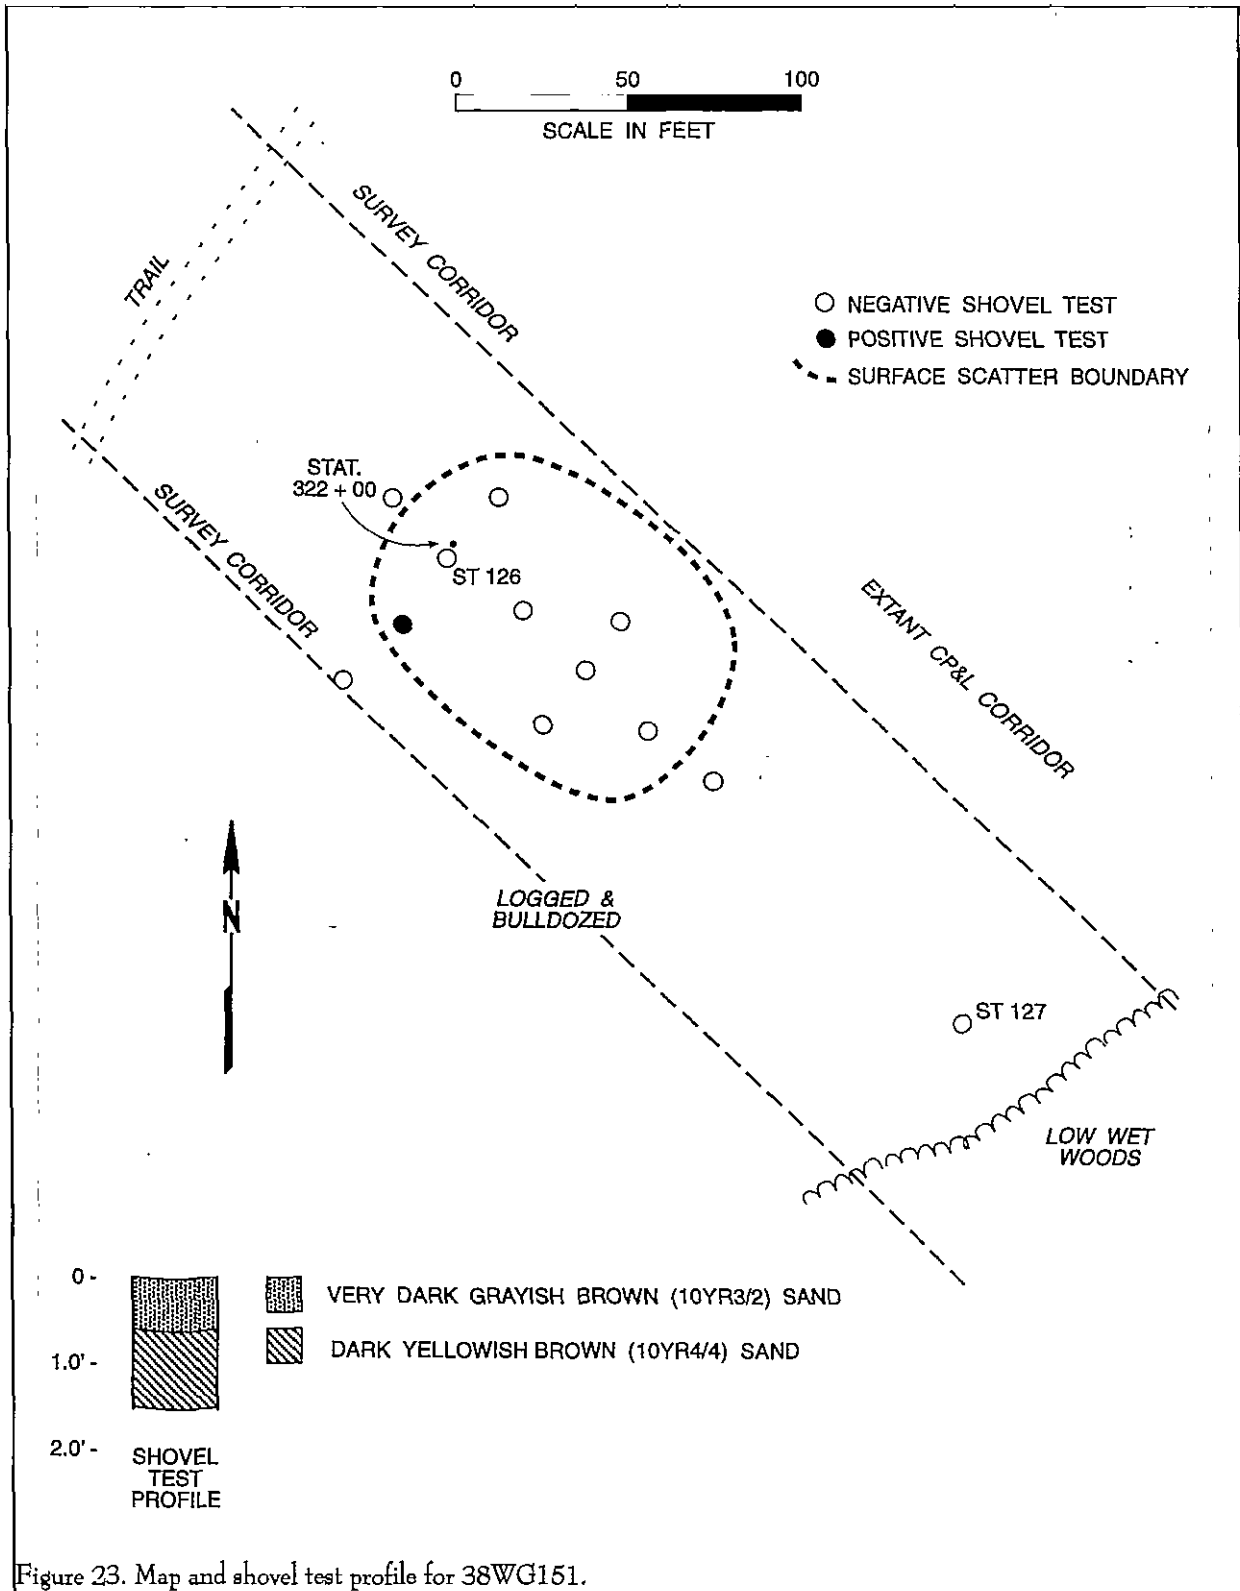 0 50 100
SCALE IN FEET
SURVEY CORRIDOR
TRAIL
NEGATIVE SHOVEL TEST
POSITIVE SHOVEL TEST
SURFACE SCATTER BOUNDARY
STAT.
322 + 00
SURVEY CORRIDOR
ST 126
EXTANT CP&L CORRIDOR
N
LOGGED &
BULLDOZED
ST 127
LOW WET
WOODS
0 -
VERY DARK GRAYISH BROWN (10YR3/2) SAND
DARK YELLOWISH BROWN (10YR4/4) SAND
1.0' -
2.0' -
SHOVEL
TEST
PROFILE
Figure 23. Map and shovel test profile for 38WG151.